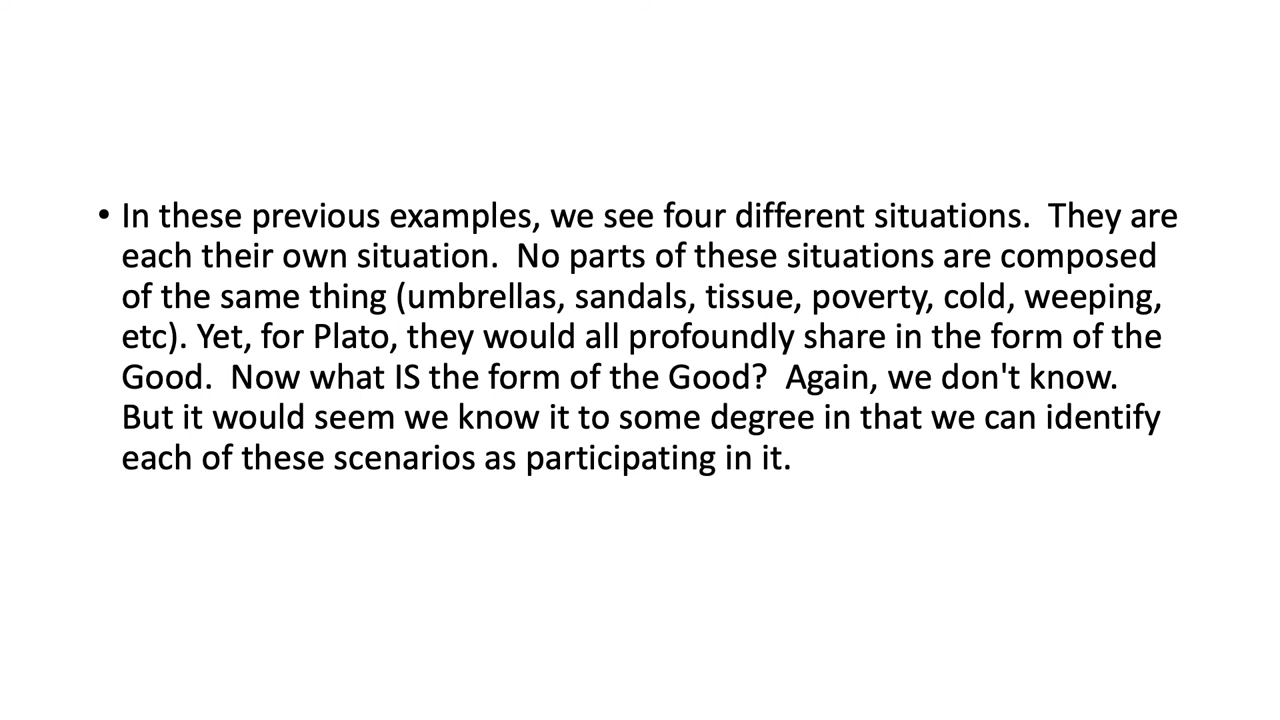 • In these previous examples, we see four different situations.  They are
each their own situation.  No parts of these situations are composed
of the same thing (umbrellas, sandals, tissue, poverty, cold, weeping,
etc). Yet, for Plato, they would all profoundly share in the form of the
Good.  Now what IS the form of the Good?  Again, we don't know.
But it would seem we know it to some degree in that we can identify
each of these scenarios as participating in it.